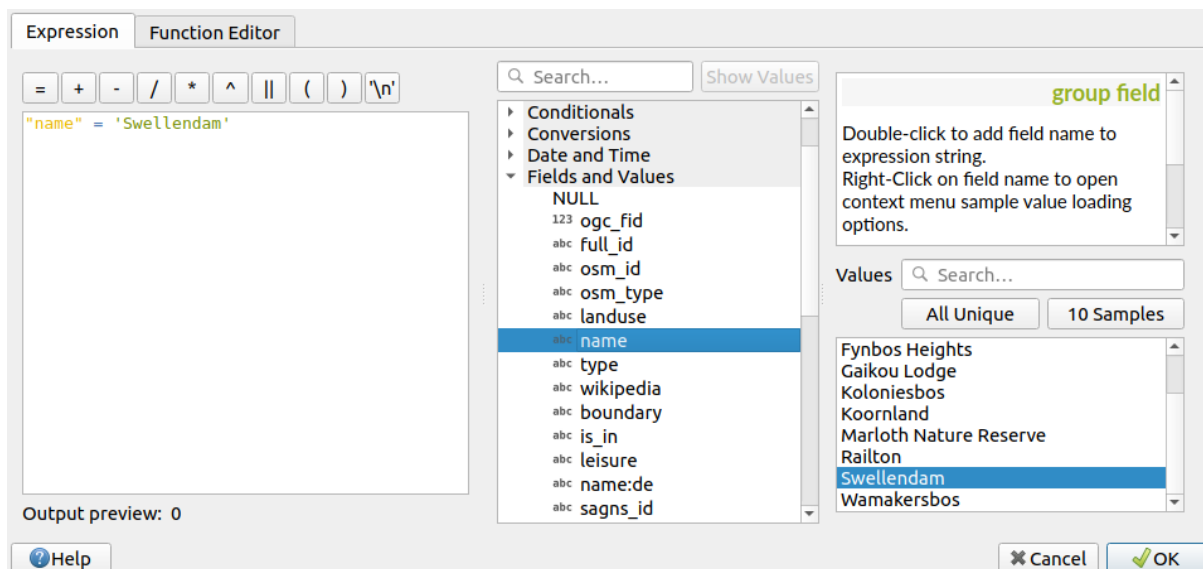 Expression
Function Editor
= + - / * ^ || ( ) '\n'
"name" = 'Swellendam'
Output preview: 0
Search...
Show Values
Conditionals
Conversions
Date and Time
Fields and Values
NULL
123 ogc_fid
abc full_id
abc osm_id
abc osm_type
abc landuse
abc name
abc type
abc wikipedia
abc boundary
abc is_in
abc leisure
abc name:de
abc sagns_id
group field
Double-click to add field name to
expression string.
Right-Click on field name to open
context menu sample value loading
options.
Values
Search...
All Unique
10 Samples
Fynbos Heights
Gaikou Lodge
Koloniesbos
Koornland
Marloth Nature Reserve
Railton
Swellendam
Wamakersbos
Help
Cancel
OK